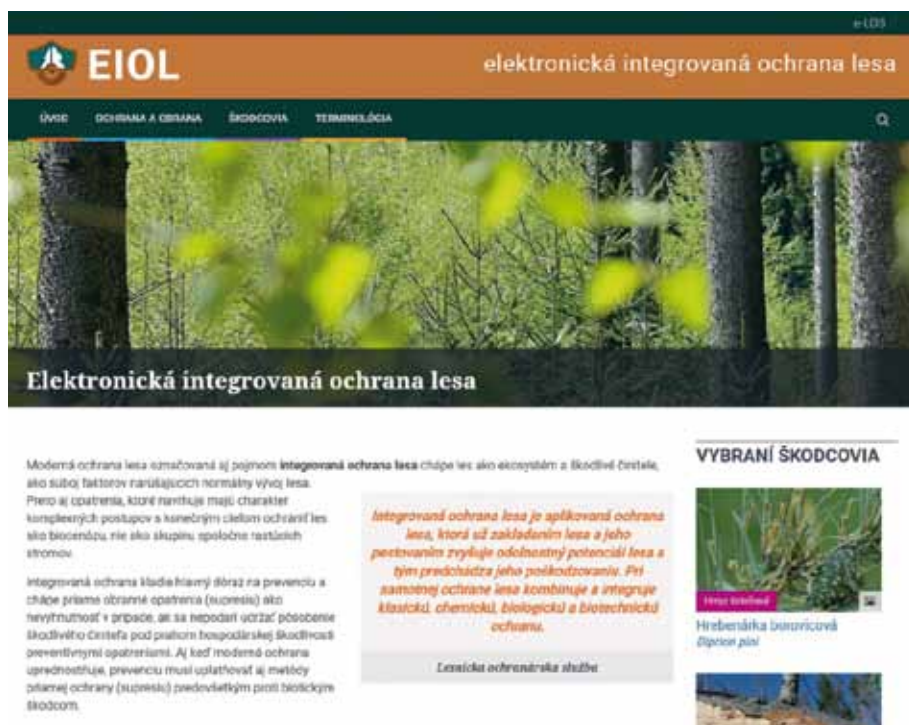 e-LOS
EIOL
elektronická integrovaná ochrana lesa
ÚVOD OCHRANA A OBRANA ŠKODCOVIA TERMINOLÓGIA
Elektronická integrovaná ochrana lesa
Moderná ochrana lesa označovaná aj pojmom integrovaná ochrana lesa chápe les ako ekosystém a škodlivé činitele,
ako súboj faktorov narúšajúcich normálny vývoj lesa.
Preto aj opatrenia, ktoré navrhuje majú charakter
komplexných postupov s konečným cieľom ochrániť les
ako biocenózu, nie ako skupinu spoločne rastúcich
stromov.
Integrovaná ochrana kladie hlavný dôraz na prevenciu a
chápe priame obranné opatrenia (supresiu) ako
nevyhnutnosť v prípade, ak sa nepodarí udržať pôsobenie
škodlivého činiteľa pod prahom hospodárskej škodlivosti
preventívnymi opatreniami. Aj keď moderná ochrana
uprednostňuje, prevenciu musí uplatňovať aj metódy
priamej ochrany (supresiu) predovšetkým proti biotickým
škodcom.
Integrovaná ochrana lesa je aplikovaná ochrana
lesa, ktorá už zakladaním lesa a jeho
pestovaním zvyšuje odolnostný potenciál lesa a
tým predchádza jeho poškodzovaniu. Pri
samotnej ochrane lesa kombinuje a integruje
klasickú, chemickú, biologickú a biotechnickú
ochranu.
Lesnícka ochranárska služba
VYBRANÍ ŠKODCOVIA
Hrebenárka borovicová
Diprion pini